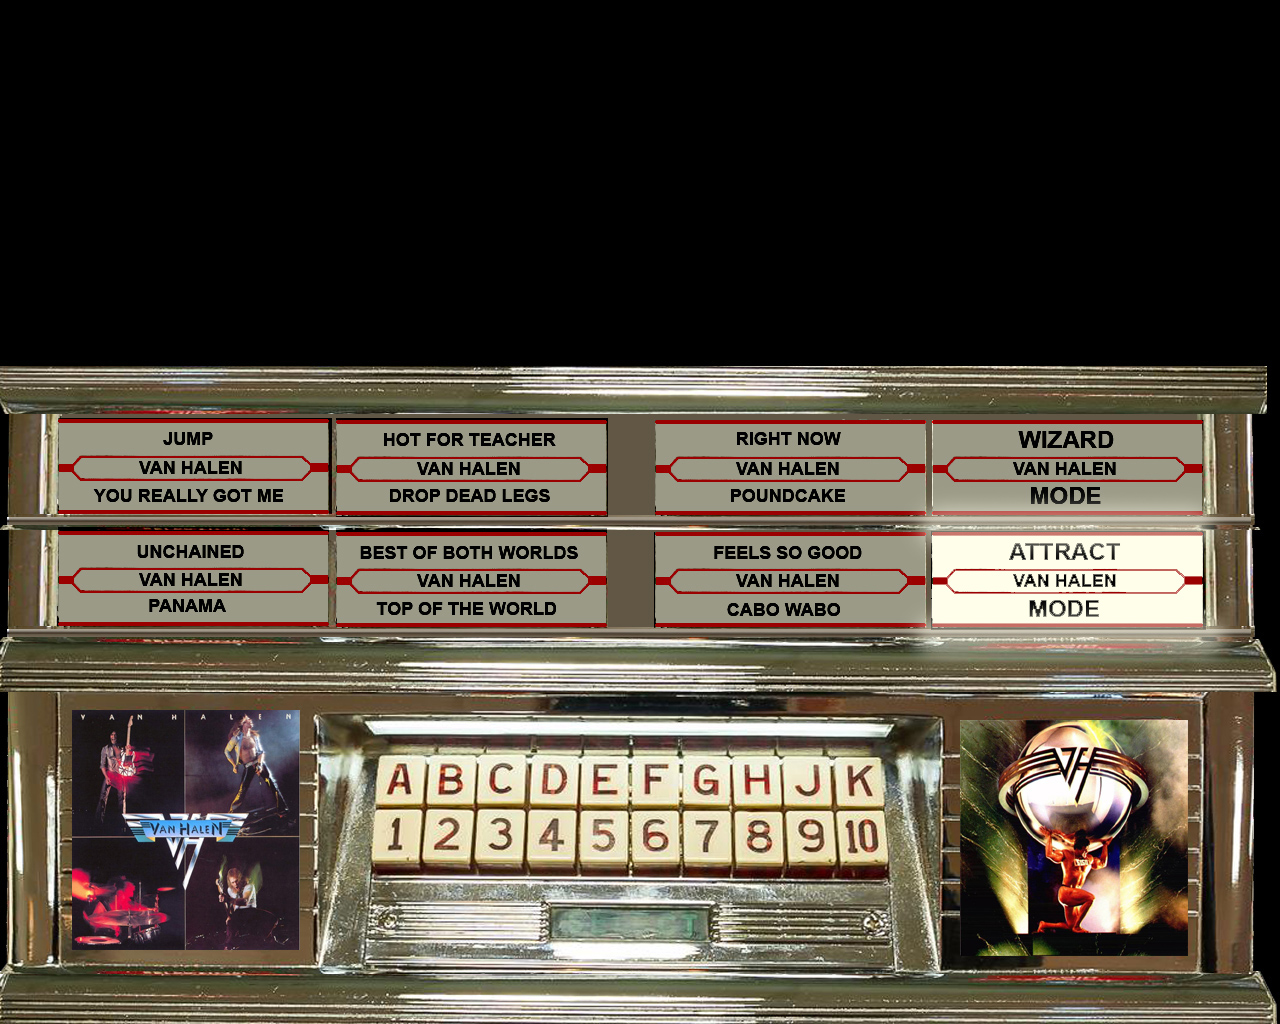 JUMP
VAN HALEN
YOU REALLY GOT ME
HOT FOR TEACHER
VAN HALEN
DROP DEAD LEGS
RIGHT NOW
VAN HALEN
POUNDCAKE
WIZARD
VAN HALEN
MODE
UNCHAINED
VAN HALEN
PANAMA
BEST OF BOTH WORLDS
VAN HALEN
TOP OF THE WORLD
FEELS SO GOOD
VAN HALEN
CABO WABO
ATTRACT
VAN HALEN
MODE
VAN HALEN
VAN HALEN
A B C D E F G H J K
1 2 3 4 5 6 7 8 9 10
VH